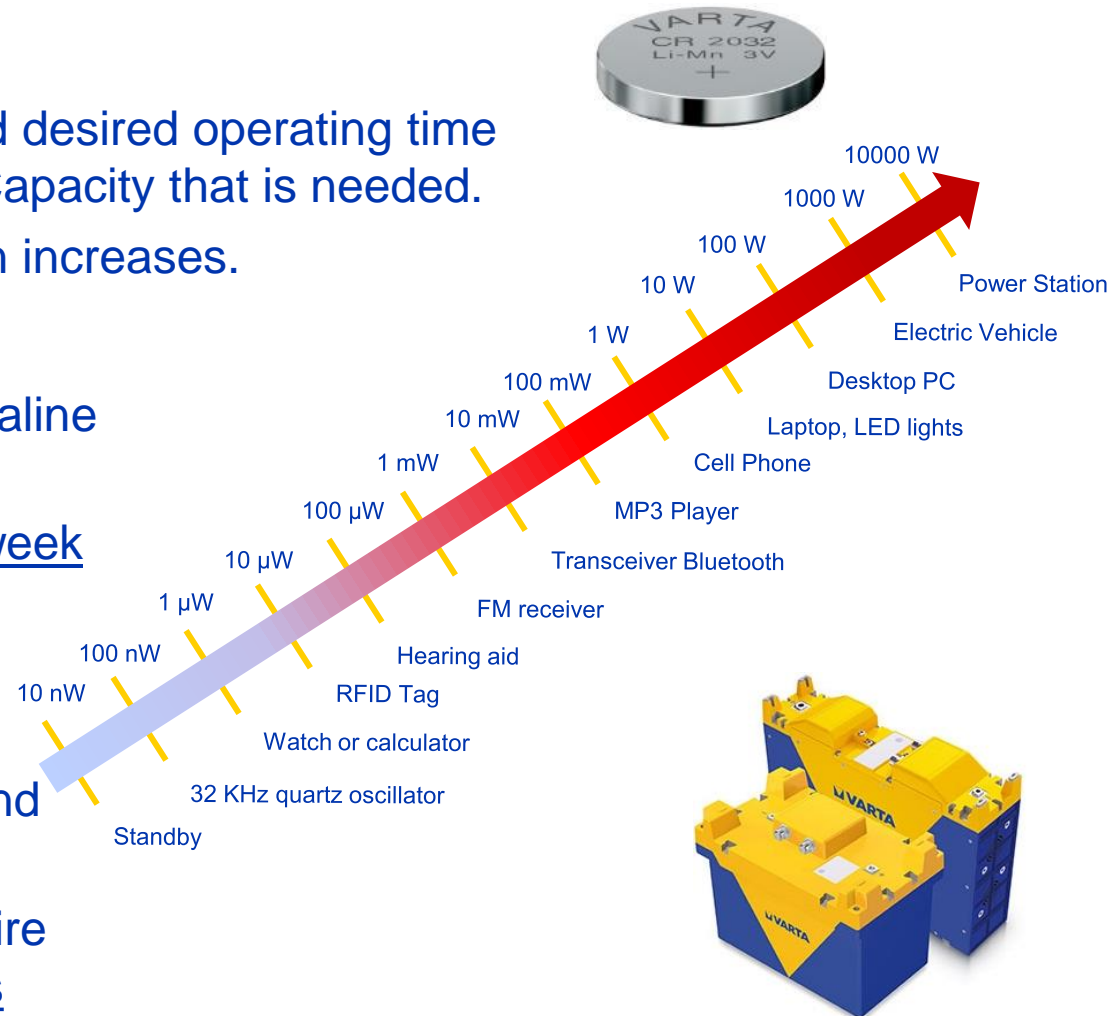 VARTA
CR 2032
Li-Mn 3V
+
d desired operating time
Capacity that is needed.
n increases.
aline
week
nd
ire
s
10000 W
1000 W
100 W
10 W
1 W
100 mW
10 mW
1 mW
100 µW
10 µW
1 µW
100 nW
10 nW
Power Station
Electric Vehicle
Desktop PC
Laptop, LED lights
Cell Phone
MP3 Player
Transceiver Bluetooth
FM receiver
Hearing aid
RFID Tag
Watch or calculator
32 KHz quartz oscillator
Standby
VARTA
VARTA